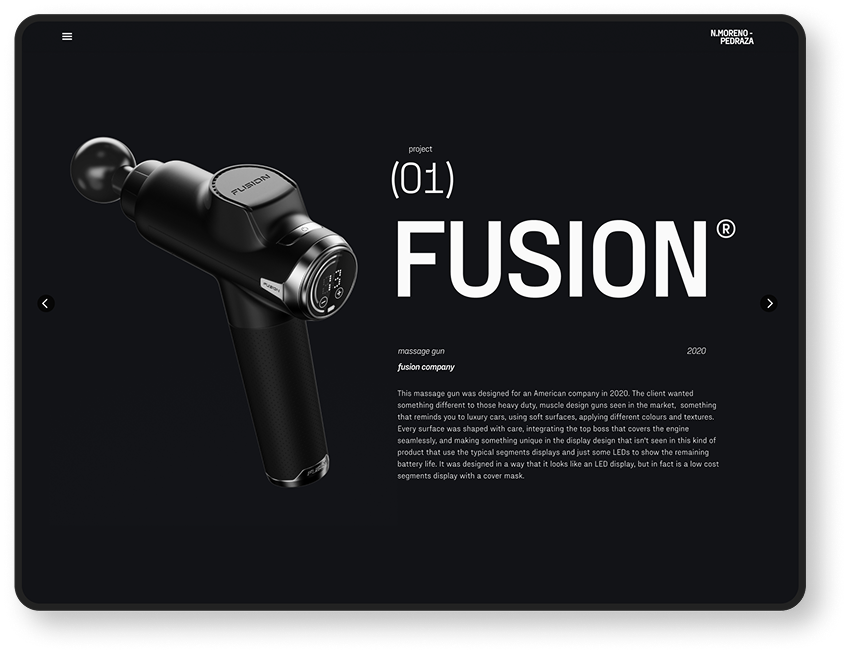 N.MORENO -
PEDRAZA
project
(01)
FUSION®
massage gun 2020
fusion company
This massage gun was designed for an American company in 2020. The client wanted
something different to those heavy duty, muscle design guns seen in the market, something
that reminds you to luxury cars, using soft surfaces, applying different colours and textures.
Every surface was shaped with care, integrating the top boss that covers the engine
seamlessly, and making something unique in the display design that isn't seen in this kind of
product that use the typical segments displays and just some LEDs to show the remaining
battery life. It was designed in a way that it looks like an LED display, but in fact is a low cost
segments display with a cover mask.
FUSION
FUSION